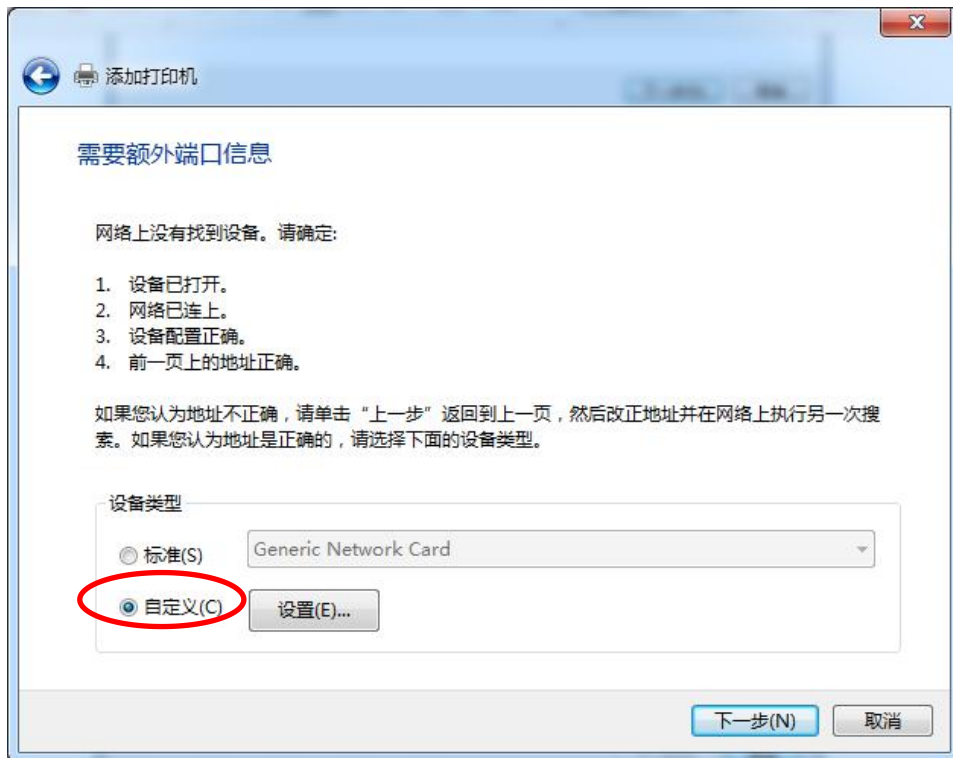 添加打印机
需要额外端口信息
网络上没有找到设备。请确定:
1. 设备已打开。
2. 网络已连上。
3. 设备配置正确。
4. 前一页上的地址正确。
如果您认为地址不正确，请单击“上一步”返回到上一页，然后改正地址并在网络上执行另一次搜
索。如果您认为地址是正确的，请选择下面的设备类型。
设备类型
标准(S)
Generic Network Card
自定义(C)
设置(E)...
下一步(N)
取消